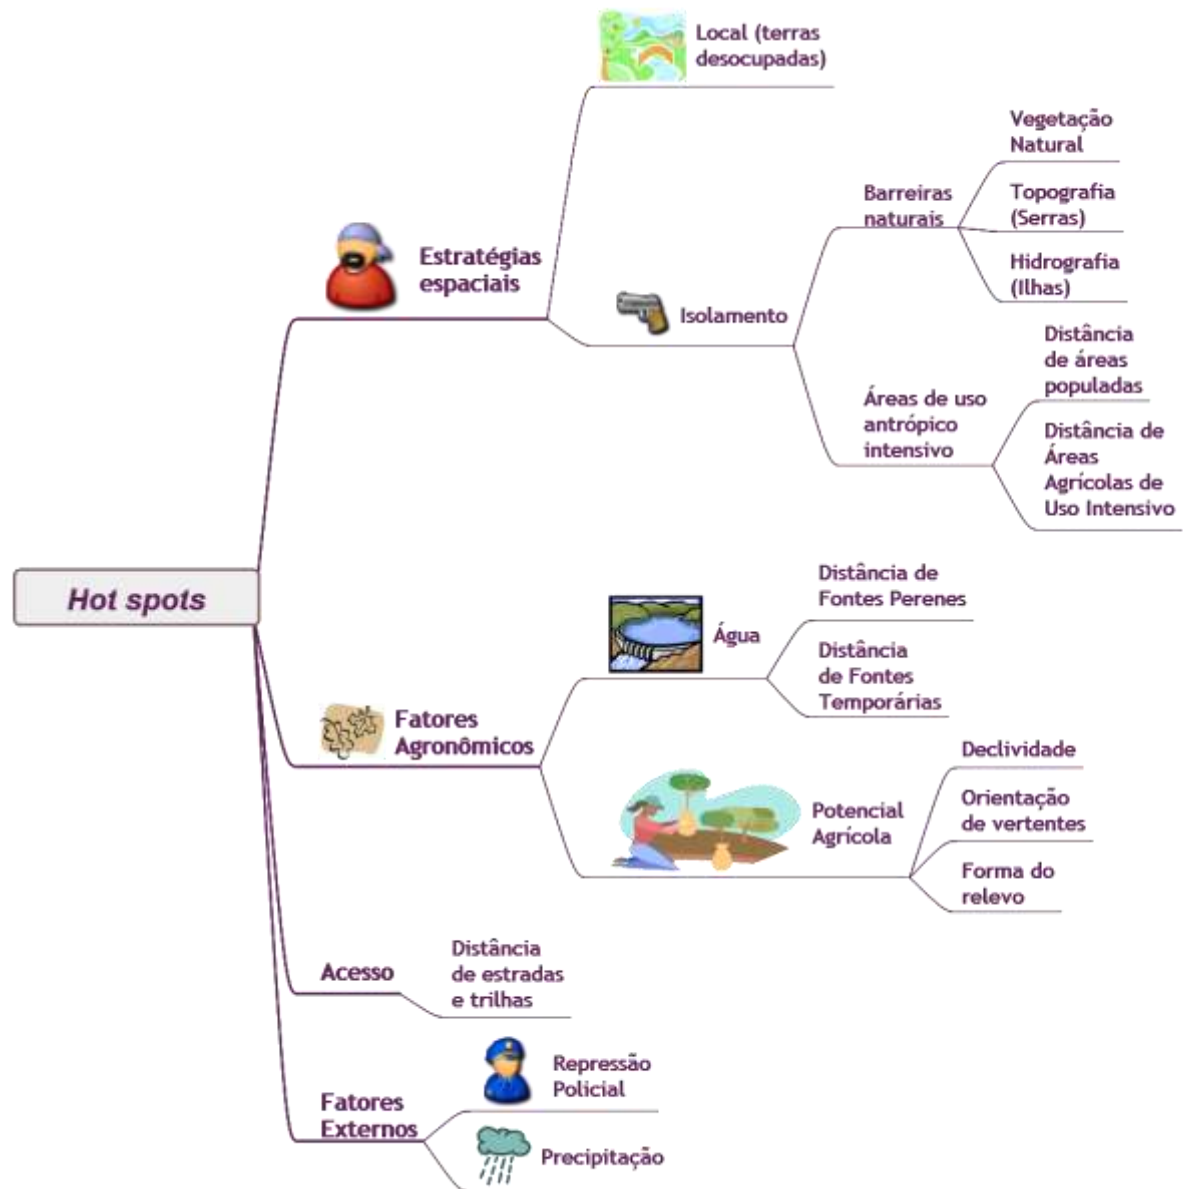 Local (terras
desocupadas)
Vegetação
Natural
Barreiras
naturais
Topografia
(Serras)
Hidrografia
(Ilhas)
Estratégias
espaciais
Isolamento
Distância
de áreas
populadas
Áreas de uso
antrópico
intensivo
Distância de
Áreas
Agrícolas de
Uso Intensivo
Hot spots
Distância de
Fontes Perenes
Água
Distância
de Fontes
Temporárias
Fatores
Agronômicos
Declividade
Potencial
Agrícola
Orientação
de vertentes
Forma do
relevo
Acesso
Distância
de estradas
e trilhas
Fatores
Externos
Repressão
Policial
Precipitação